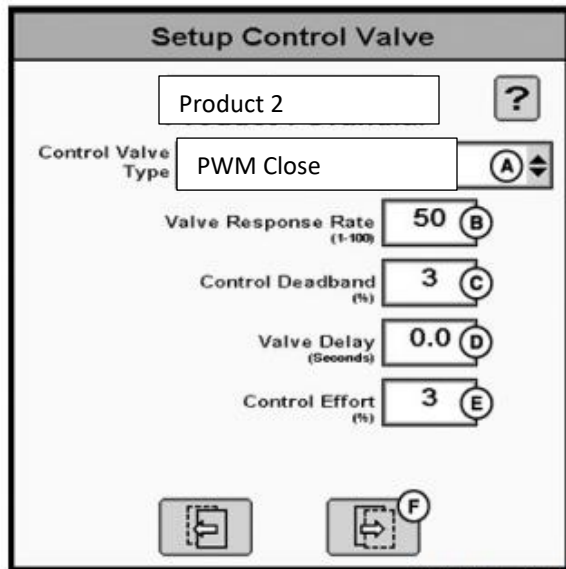 Setup Control Valve
Product 2
?
Control Valve
Type
PWM Close
A
Valve Response Rate
(1-100)
50
B
Control Deadband
(%)
3
C
Valve Delay
(Seconds)
0.0
D
Control Effort
(%)
3
E
F